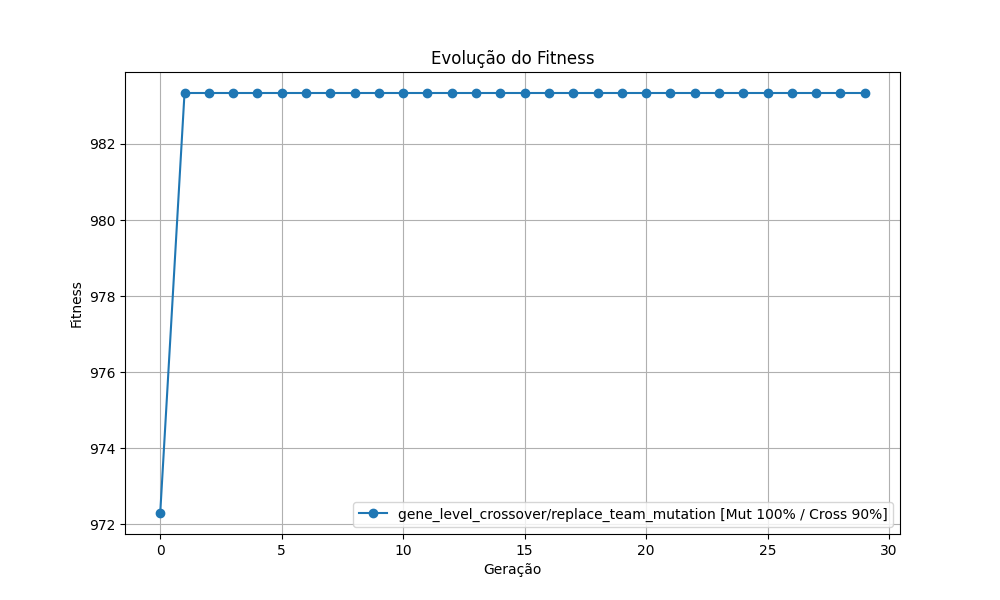 Evolução do Fitness
Fitness
982
980
978
976
974
972
gene_level_crossover/replace_team_mutation [Mut 100% / Cross 90%]
0 5 10 15 20 25 30
Geração